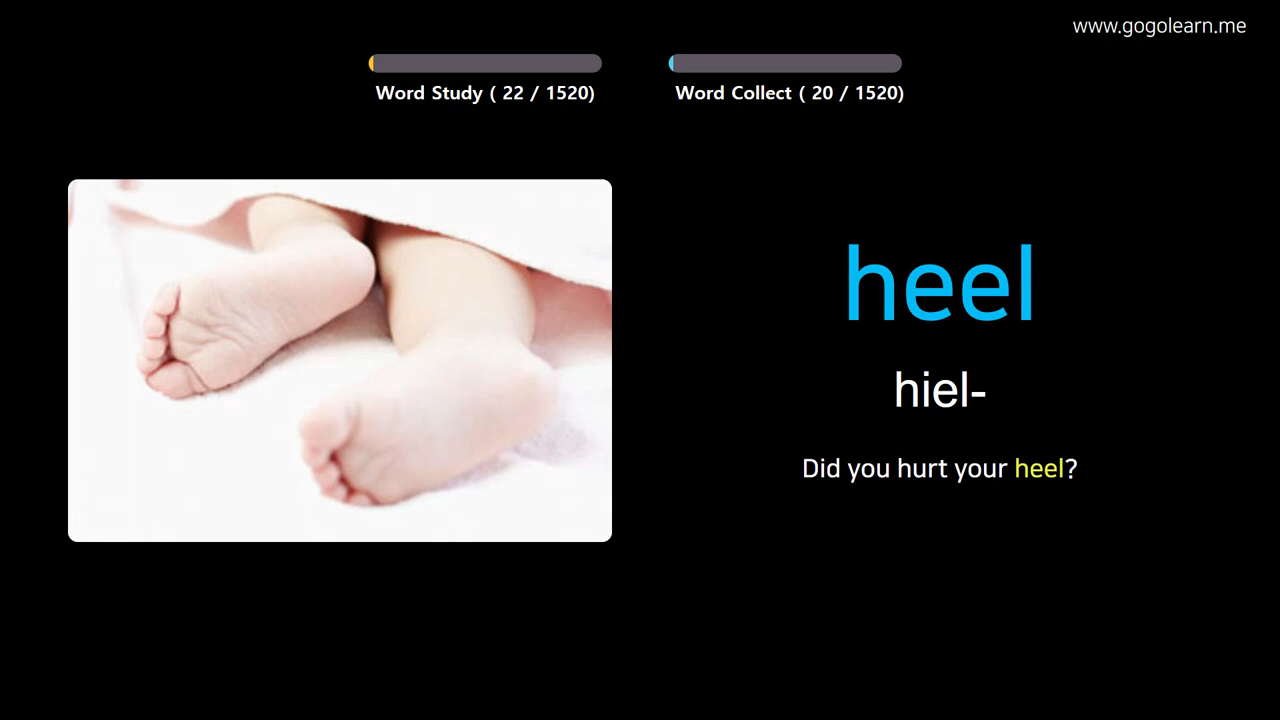 www.gogolearn.me
Word Study ( 22 / 1520)
Word Collect ( 20 / 1520)
heel
hiel-
Did you hurt your heel?